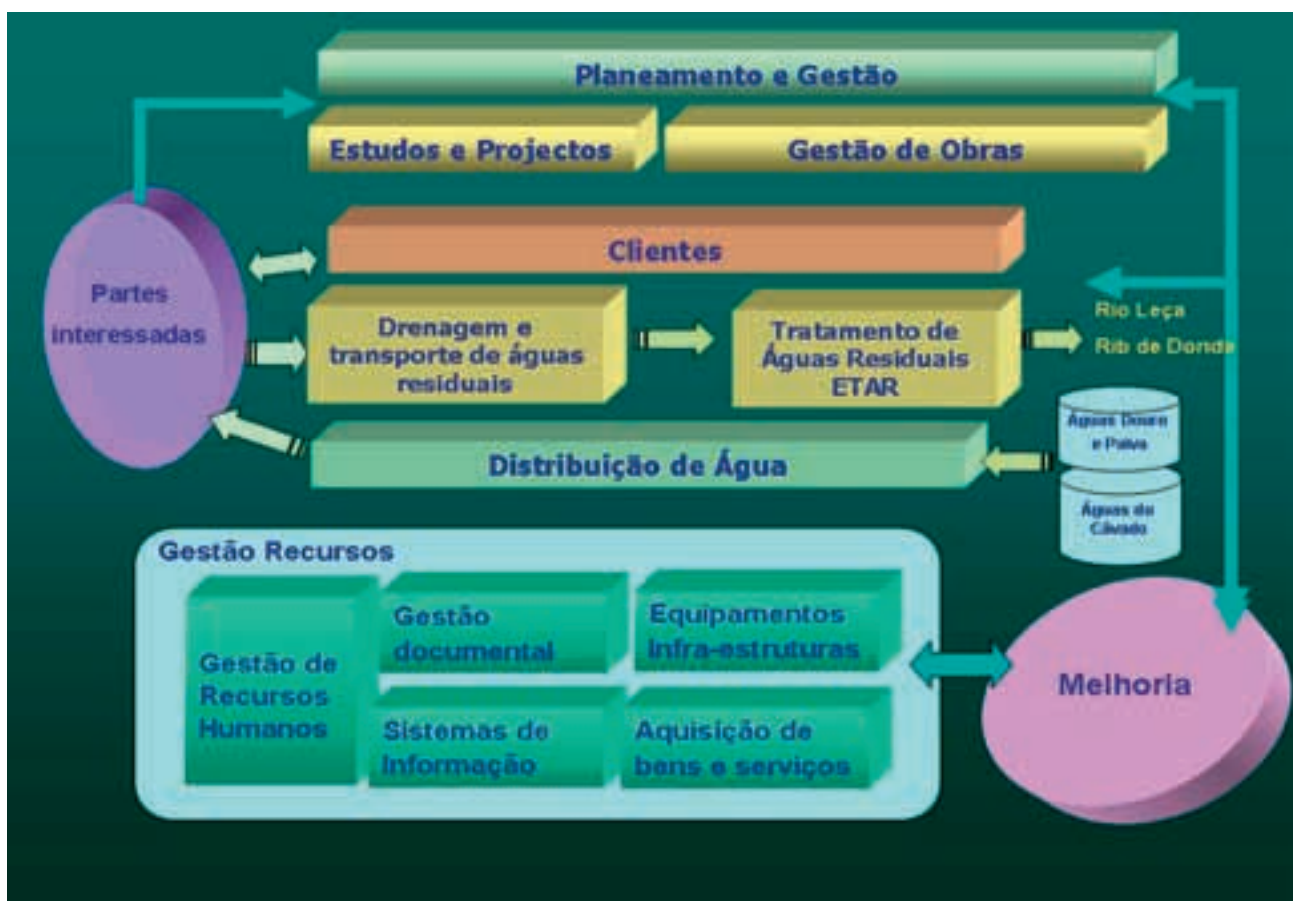 Planeamento e Gestão
Estudos e Projectos
Gestão de Obras
Clientes
Partes
interessadas
Drenagem e
transporte de águas
residuais
Tratamento de
Águas Residuais
ETAR
Rio Leça
Rib de Donda
Distribuição de Água
Águas Douro
e Paiva
Águas do
Cávado
Gestão Recursos
Gestão de
Recursos
Humanos
Gestão
documental
Equipamentos
Infra-estruturas
Sistemas de
Informação
Aquisição de
bens e serviços
Melhoria